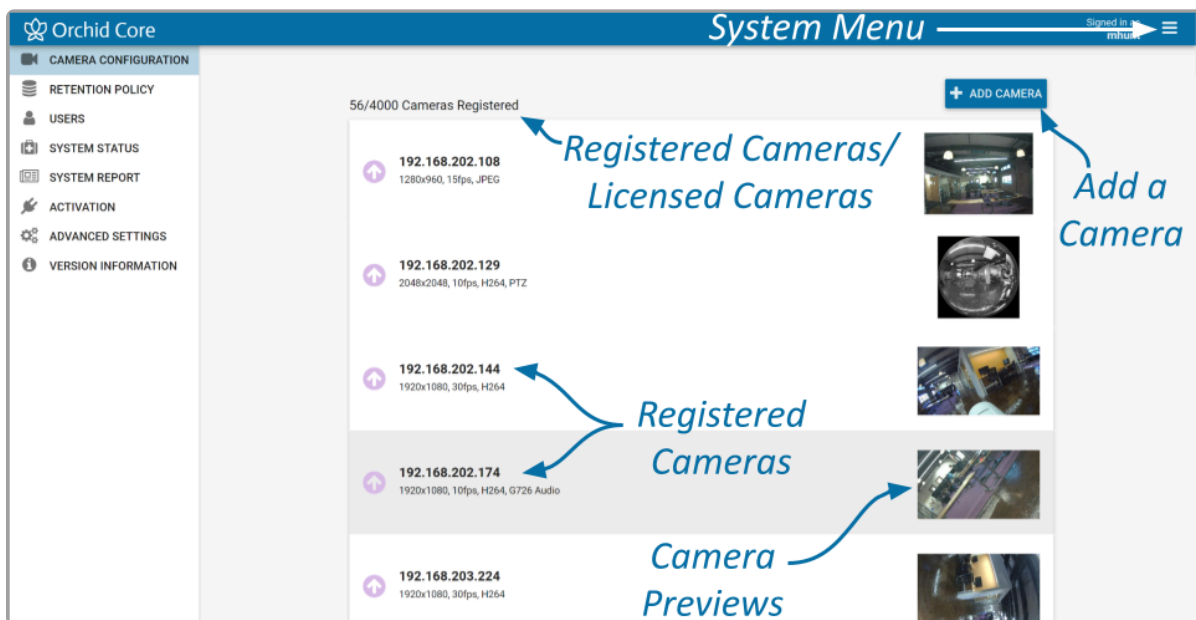 Orchid Core
System Menu
Signed in as
mhunt
CAMERA CONFIGURATION
RETENTION POLICY
USERS
SYSTEM STATUS
SYSTEM REPORT
ACTIVATION
ADVANCED SETTINGS
VERSION INFORMATION
56/4000 Cameras Registered
+ ADD CAMERA
Registered Cameras/
Licensed Cameras
Add a
Camera
192.168.202.108
1280x960, 15fps, JPEG
192.168.202.129
2048x2048, 10fps, H264, PTZ
192.168.202.144
1920x1080, 30fps, H264
Registered
Cameras
192.168.202.174
1920x1080, 10fps, H264, G726 Audio
Camera
Previews
192.168.203.224
1920x1080, 30fps, H264